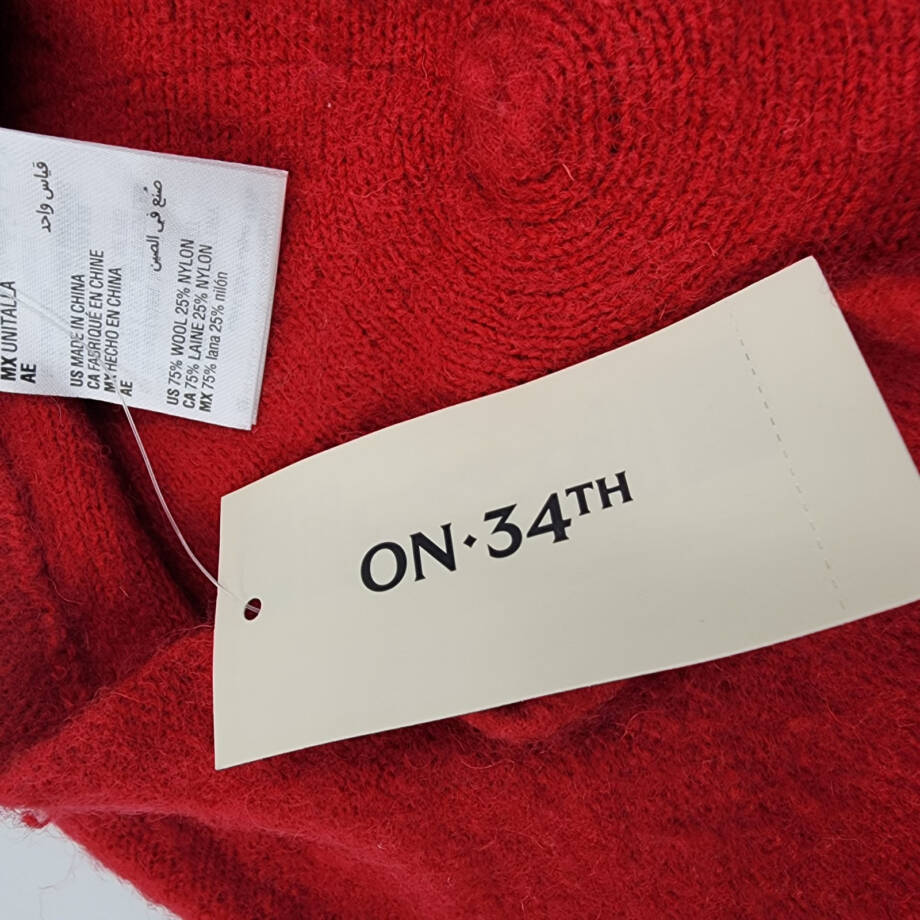 قياس واحد
MX UNITALLA
AE
صنع في الصين
US MADE IN CHINA
CA FABRIQUÉ EN CHINE
MX HECHO EN CHINA
AE
US 75% WOOL 25% NYLON
CA 75% LAINE 25% NYLON
MX 75% lana 25% nilón
ON·34TH